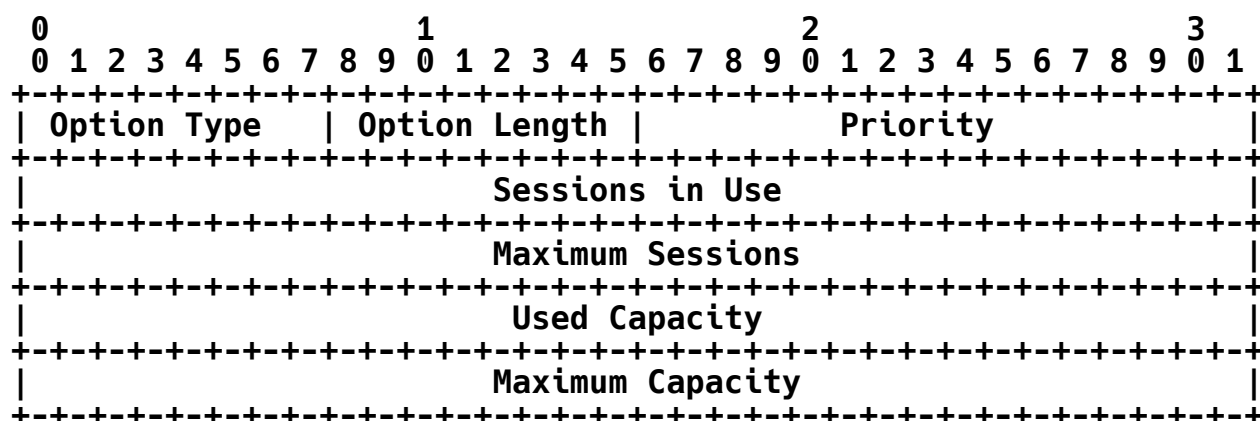 0                   1                   2                   3
 0 1 2 3 4 5 6 7 8 9 0 1 2 3 4 5 6 7 8 9 0 1 2 3 4 5 6 7 8 9 0 1
+-+-+-+-+-+-+-+-+-+-+-+-+-+-+-+-+-+-+-+-+-+-+-+-+-+-+-+-+-+-+-+-+
| Option Type   | Option Length |          Priority             |
+-+-+-+-+-+-+-+-+-+-+-+-+-+-+-+-+-+-+-+-+-+-+-+-+-+-+-+-+-+-+-+-+
|                        Sessions in Use                        |
+-+-+-+-+-+-+-+-+-+-+-+-+-+-+-+-+-+-+-+-+-+-+-+-+-+-+-+-+-+-+-+-+
|                        Maximum Sessions                       |
+-+-+-+-+-+-+-+-+-+-+-+-+-+-+-+-+-+-+-+-+-+-+-+-+-+-+-+-+-+-+-+-+
|                         Used Capacity                         |
+-+-+-+-+-+-+-+-+-+-+-+-+-+-+-+-+-+-+-+-+-+-+-+-+-+-+-+-+-+-+-+-+
|                        Maximum Capacity                       |
+-+-+-+-+-+-+-+-+-+-+-+-+-+-+-+-+-+-+-+-+-+-+-+-+-+-+-+-+-+-+-+-+